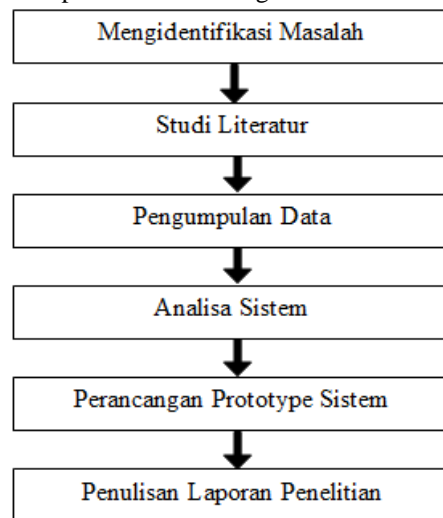 Mengidentifikasi Masalah
Studi Literatur
Pengumpulan Data
Analisa Sistem
Perancangan Prototype Sistem
Penulisan Laporan Penelitian